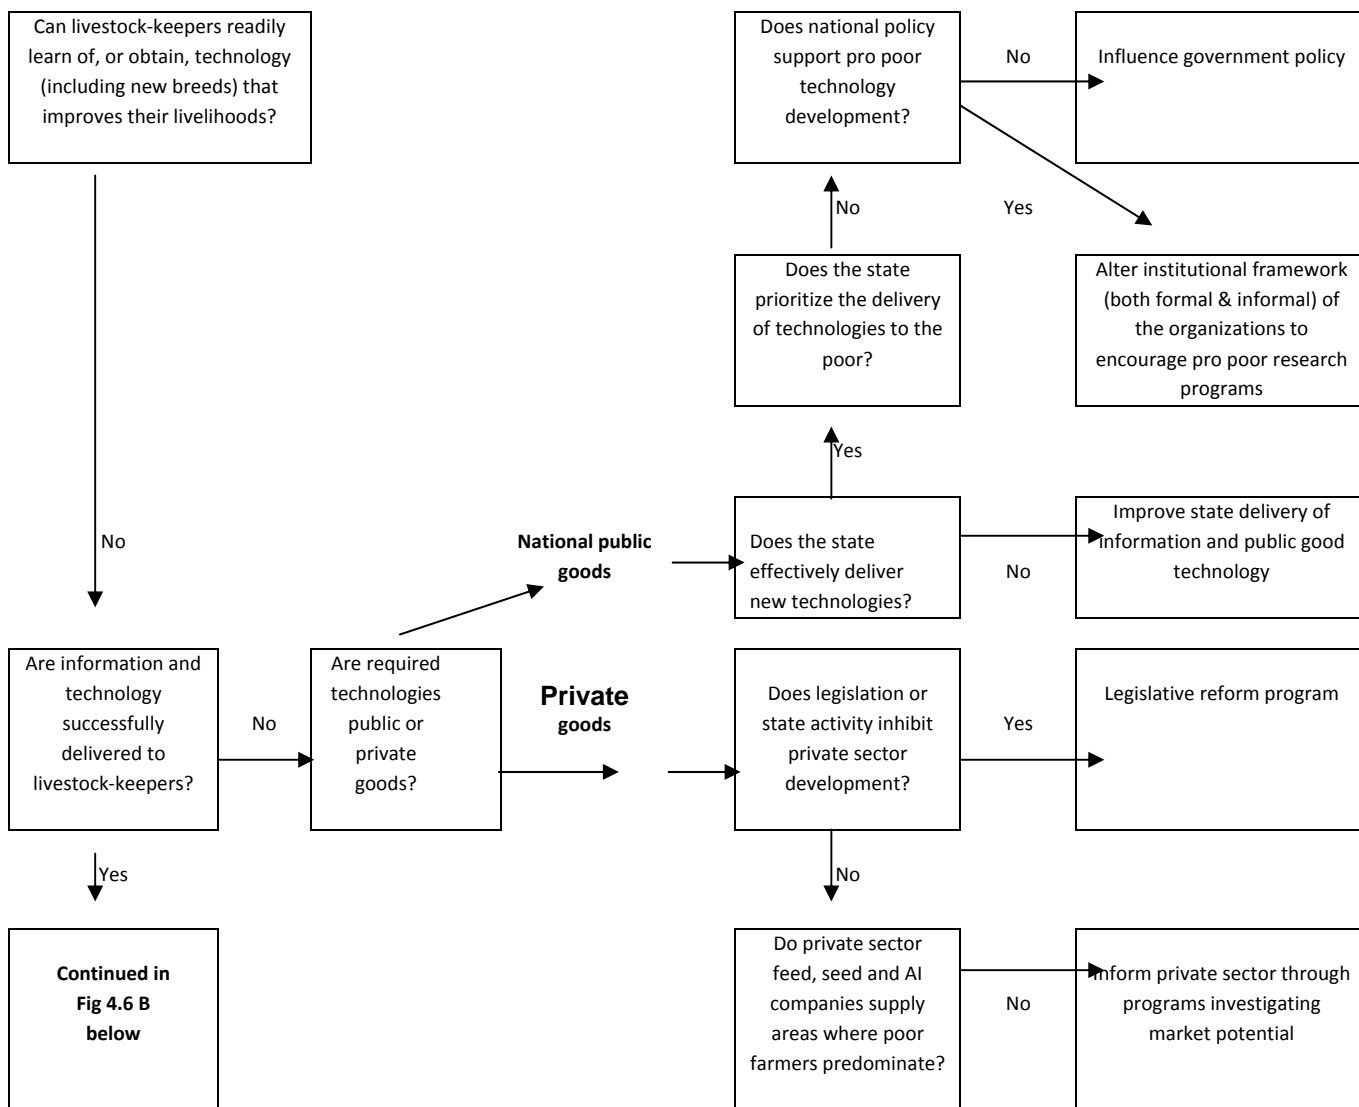 Can livestock-keepers readily
learn of, or obtain, technology
(including new breeds) that
improves their livelihoods?
Does national policy
support pro poor
technology
development?
No
Influence government policy
No
Yes
Does the state
prioritize the delivery
of technologies to the
poor?
Alter institutional framework
(both formal & informal) of
the organizations to
encourage pro poor research
programs
Yes
No
National public
goods
Does the state
effectively deliver
new technologies?
No
Improve state delivery of
information and public good
technology
Are information and
technology
successfully
delivered to
livestock-keepers?
No
Are required
technologies
public or
private
goods?
Private
goods
Does legislation or
state activity inhibit
private sector
development?
Yes
Legislative reform program
Yes
No
Continued in
Fig 4.6 B
below
Do private sector
feed, seed and AI
companies supply
areas where poor
farmers predominate?
No
Inform private sector through
programs investigating
market potential